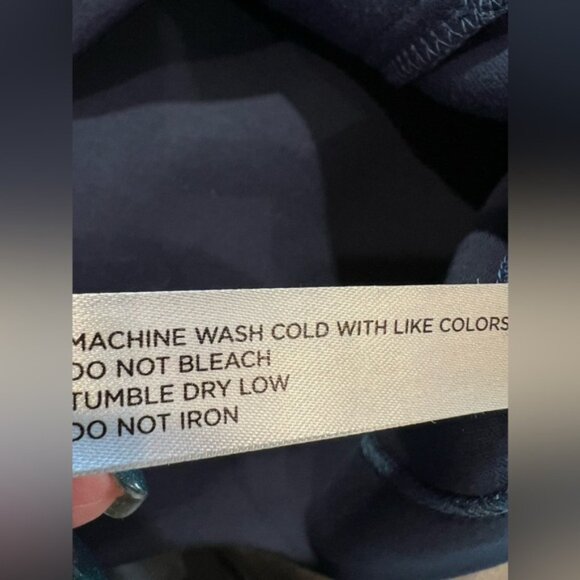 MACHINE WASH COLD WITH LIKE COLORS
DO NOT BLEACH
TUMBLE DRY LOW
DO NOT IRON